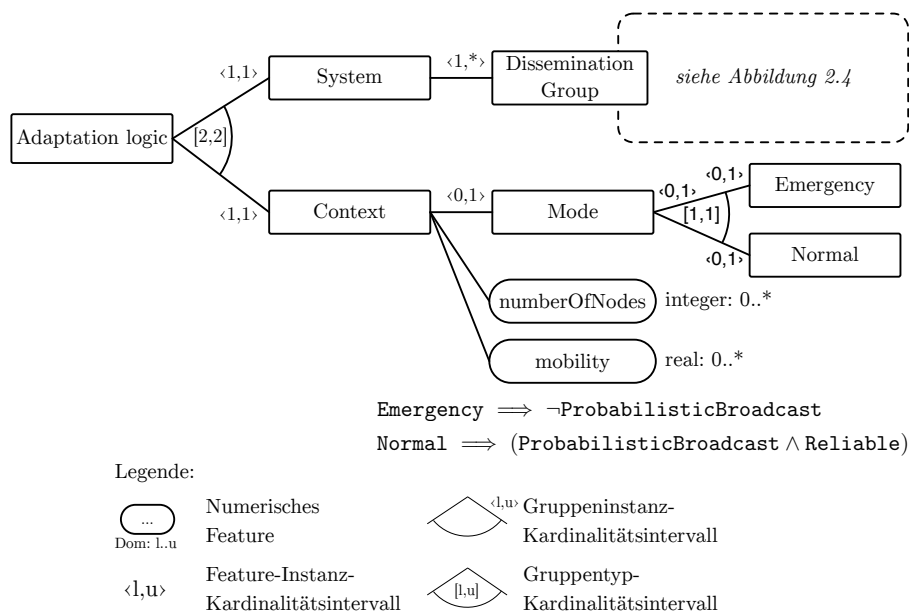 Adaptation logic
[2,2]
‹1,1›
System
‹1,*›
Dissemination
Group
siehe Abbildung 2.4
‹1,1›
Context
‹0,1›
Mode
‹0,1›
[1,1]
‹0,1›
Emergency
‹0,1›
Normal
numberOfNodes
integer: 0..*
mobility
real: 0..*
Emergency ⟹ ¬ProbabilisticBroadcast
Normal ⟹ (ProbabilisticBroadcast ∧ Reliable)
Legende:
...
Dom: l..u
Numerisches
Feature
‹l,u›
Gruppeninstanz-
Kardinalitätsintervall
‹l,u›
Feature-Instanz-
Kardinalitätsintervall
[l,u]
Gruppentyp-
Kardinalitätsintervall